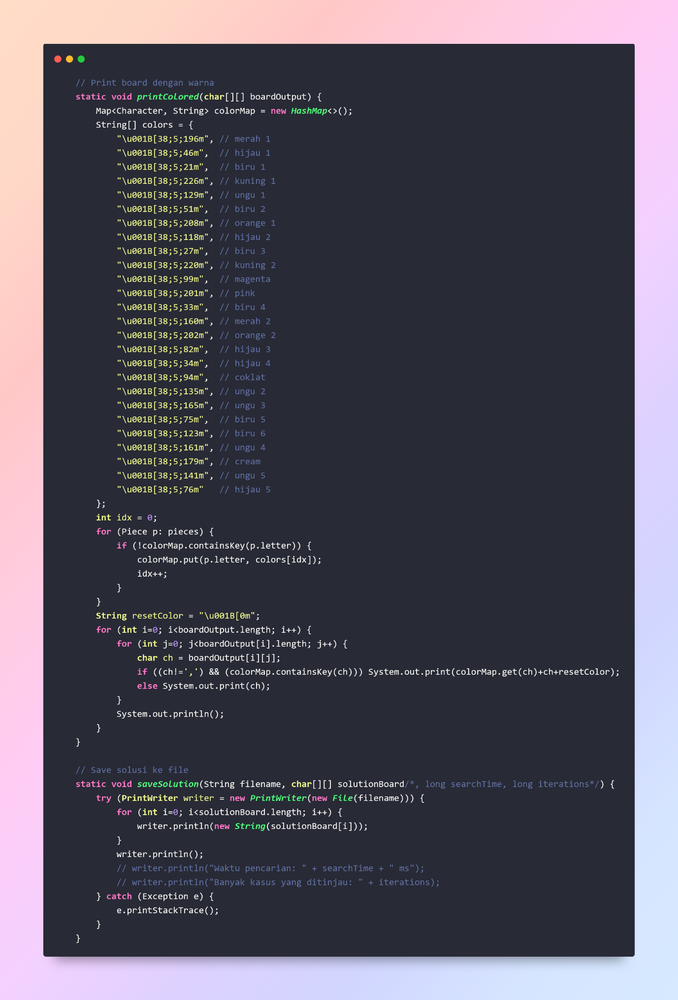 // Print board dengan warna
static void printColored(char[][] boardOutput) {
    Map<Character, String> colorMap = new HashMap<>();
    String[] colors = {
        "\u001B[38;5;196m", // merah 1
        "\u001B[38;5;46m",  // hijau 1
        "\u001B[38;5;21m",  // biru 1
        "\u001B[38;5;226m", // kuning 1
        "\u001B[38;5;129m", // ungu 1
        "\u001B[38;5;51m",  // biru 2
        "\u001B[38;5;208m", // orange 1
        "\u001B[38;5;118m", // hijau 2
        "\u001B[38;5;27m",  // biru 3
        "\u001B[38;5;220m", // kuning 2
        "\u001B[38;5;99m",  // magenta
        "\u001B[38;5;201m", // pink
        "\u001B[38;5;33m",  // biru 4
        "\u001B[38;5;160m", // merah 2
        "\u001B[38;5;202m", // orange 2
        "\u001B[38;5;82m",  // hijau 3
        "\u001B[38;5;34m",  // hijau 4
        "\u001B[38;5;94m",  // coklat
        "\u001B[38;5;135m", // ungu 2
        "\u001B[38;5;165m", // ungu 3
        "\u001B[38;5;75m",  // biru 5
        "\u001B[38;5;123m", // biru 6
        "\u001B[38;5;161m", // ungu 4
        "\u001B[38;5;179m", // cream
        "\u001B[38;5;141m", // ungu 5
        "\u001B[38;5;76m"   // hijau 5
    };
    int idx = 0;
    for (Piece p: pieces) {
        if (!colorMap.containsKey(p.letter)) {
            colorMap.put(p.letter, colors[idx]);
            idx++;
        }
    }
    String resetColor = "\u001B[0m";
    for (int i=0; i<boardOutput.length; i++) {
        for (int j=0; j<boardOutput[i].length; j++) {
            char ch = boardOutput[i][j];
            if ((ch!=',') && (colorMap.containsKey(ch))) System.out.print(colorMap.get(ch)+ch+resetColor);
            else System.out.print(ch);
        }
        System.out.println();
    }
}

// Save solusi ke file
static void saveSolution(String filename, char[][] solutionBoard/*, long searchTime, long iterations*/) {
    try (PrintWriter writer = new PrintWriter(new File(filename))) {
        for (int i=0; i<solutionBoard.length; i++) {
            writer.println(new String(solutionBoard[i]));
        }
        writer.println();
        // writer.println("Waktu pencarian: " + searchTime + " ms");
        // writer.println("Banyak kasus yang ditinjau: " + iterations);
    } catch (Exception e) {
        e.printStackTrace();
    }
}